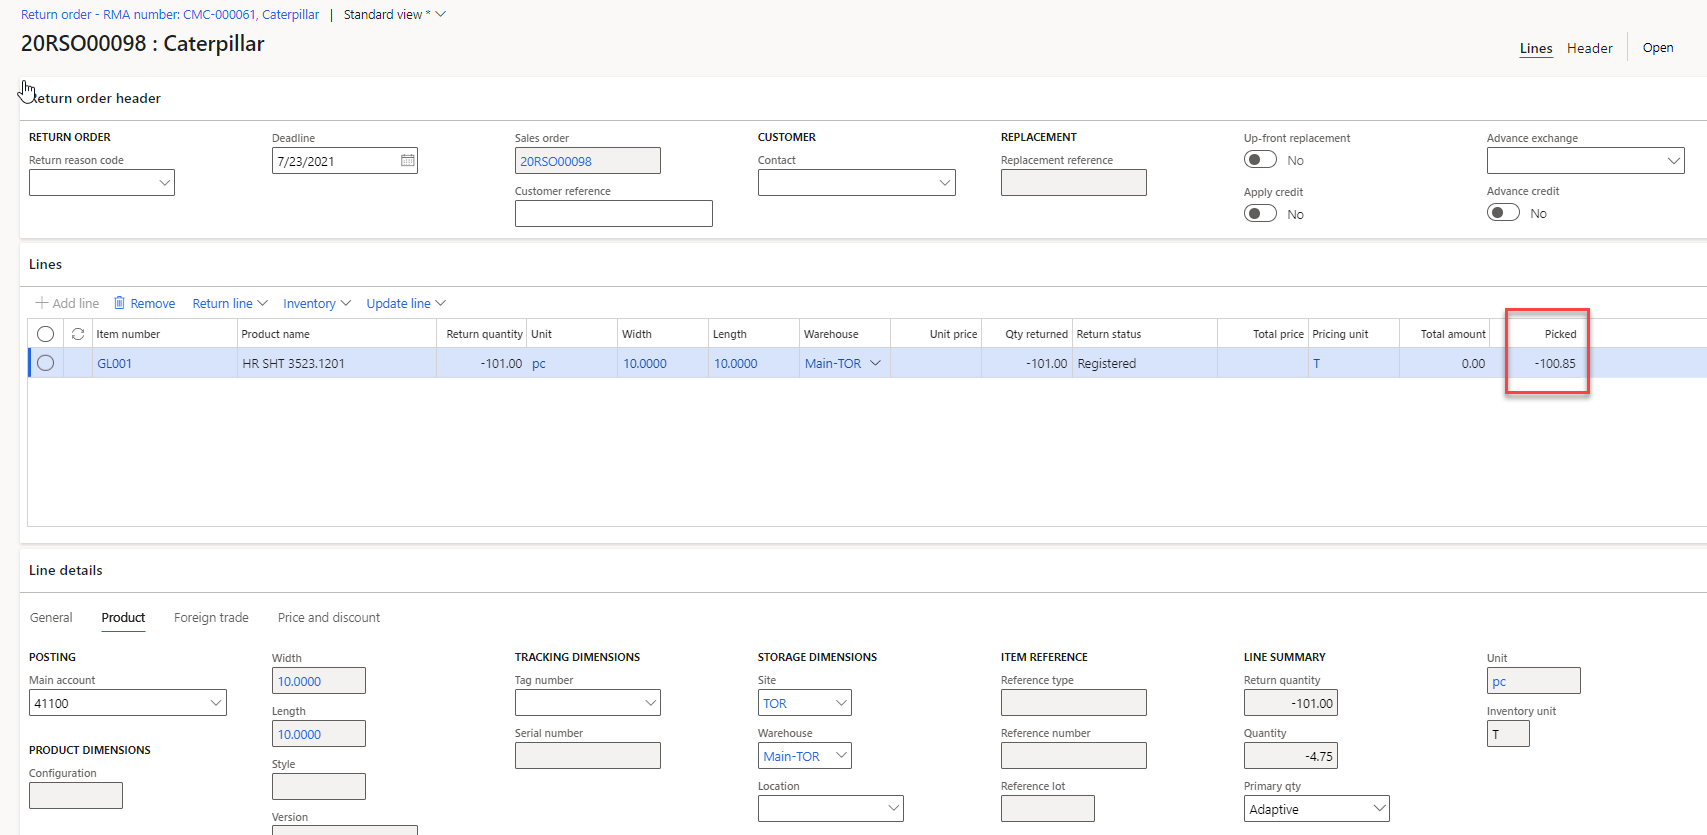 Return order - RMA number: CMC-000061, Caterpillar | Standard view *
20RSO00098 : Caterpillar
Lines Header Open
Return order header
RETURN ORDER
Return reason code
Deadline
7/23/2021
Sales order
20RSO00098
Customer reference
CUSTOMER
Contact
REPLACEMENT
Replacement reference
Up-front replacement
No
Apply credit
No
Advance exchange
Advance credit
No
Lines
Add line Remove Return line Inventory Update line
Item number Product name Return quantity Unit Width Length Warehouse Unit price Qty returned Return status Total price Pricing unit Total amount Picked
GL001 HR SHT 3523.1201 -101.00 pc 10.0000 10.0000 Main-TOR -101.00 Registered T 0.00 -100.85
Line details
General Product Foreign trade Price and discount
POSTING
Main account
41100
PRODUCT DIMENSIONS
Configuration
Width
10.0000
Length
10.0000
Style
Version
TRACKING DIMENSIONS
Tag number
Serial number
STORAGE DIMENSIONS
Site
TOR
Warehouse
Main-TOR
Location
ITEM REFERENCE
Reference type
Reference number
Reference lot
LINE SUMMARY
Return quantity
-101.00
Quantity
-4.75
Primary qty
Adaptive
Unit
pc
Inventory unit
T